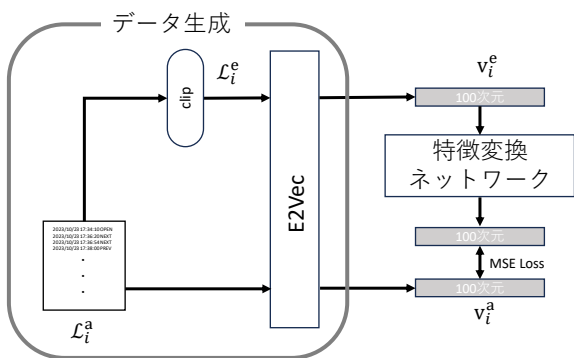 データ生成
clip
ℒᵢᵉ
vᵢᵉ
100次元
特徴変換
ネットワーク
E2Vec
2023/10/23 17:34:10 OPEN
2023/10/23 17:36:20 NEXT
2023/10/23 17:36:54 NEXT
2023/10/23 17:38:00 PREV
・
・
・
ℒᵢᵃ
100次元
MSE Loss
100次元
vᵢᵃ